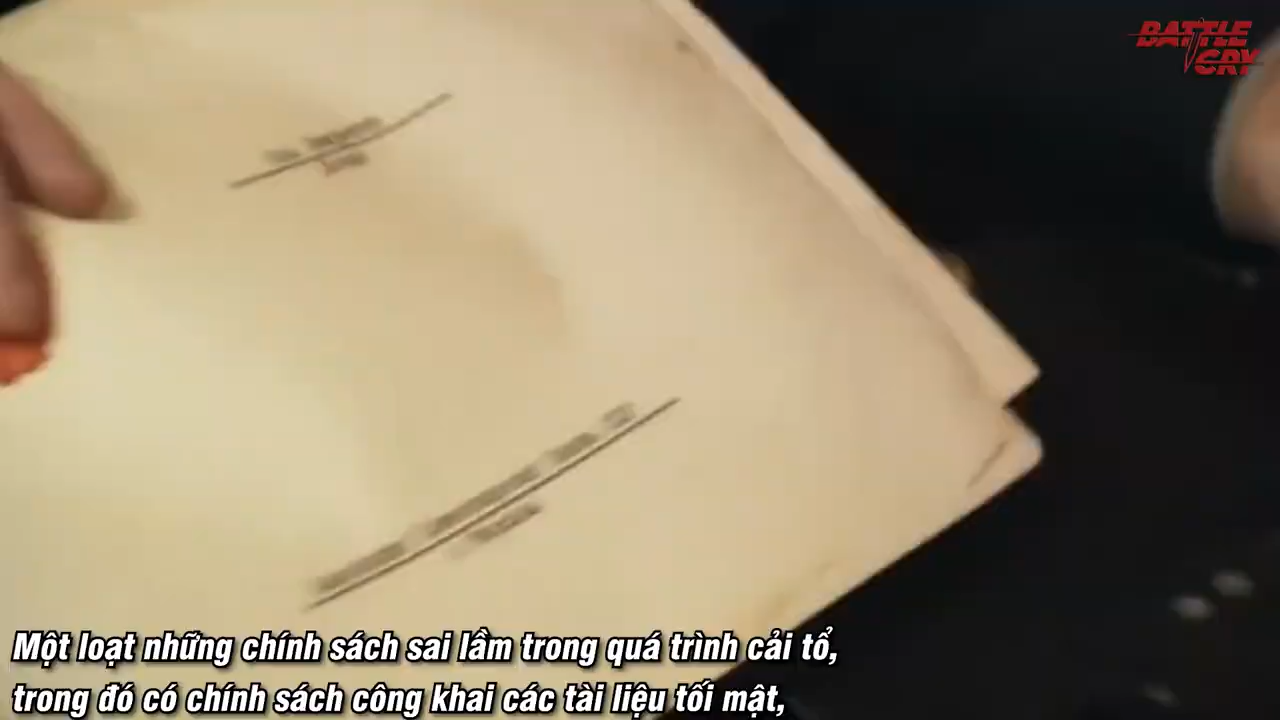 BATTLE
CRY
Một loạt những chính sách sai lầm trong quá trình cải tổ,
trong đó có chính sách công khai các tài liệu tối mật,